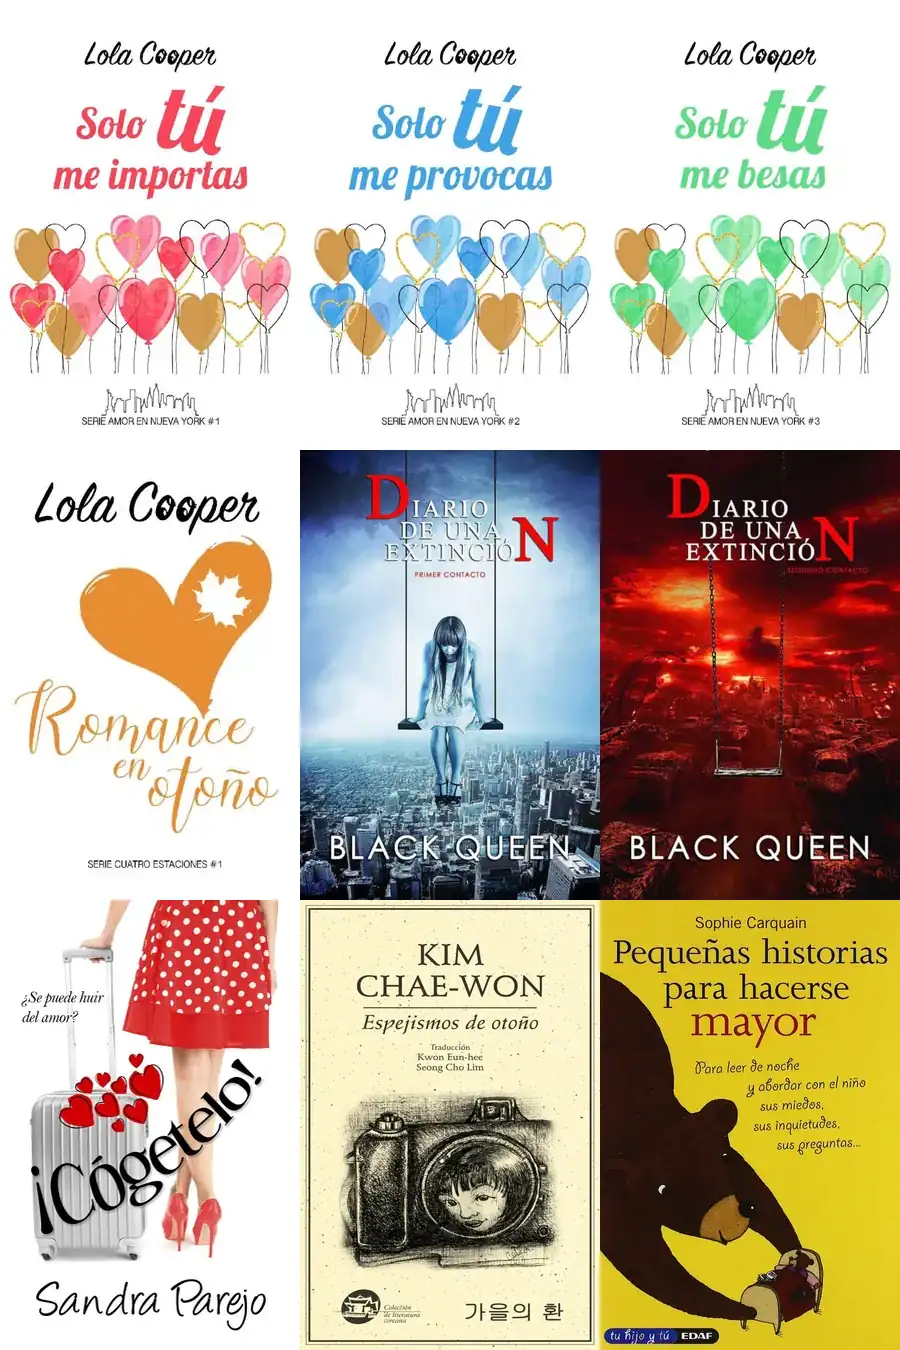 Lola Cooper
Solo tú
me importas
SERIE AMOR EN NUEVA YORK #1
Lola Cooper
Solo tú
me provocas
SERIE AMOR EN NUEVA YORK #2
Lola Cooper
Solo tú
me besas
SERIE AMOR EN NUEVA YORK #3
Lola Cooper
Romance
en
otoño
SERIE CUATRO ESTACIONES #1
DIARIO
DE UNA
EXTINCIÓN
PRIMER CONTACTO
BLACK QUEEN
DIARIO
DE UNA
EXTINCIÓN
SEGUNDO CONTACTO
BLACK QUEEN
¿Se puede huir
del amor?
¡Cógetelo!
Sandra Parejo
KIM
CHAE-WON
Espejismos de otoño
Traducción
Kwon Eun-hee
Seong Cho Lim
Colección
de literatura
coreana
가을의 환
Sophie Carquain
Pequeñas historias
para hacerse
mayor
Para leer de noche
y abordar con el niño
sus miedos,
sus inquietudes,
sus preguntas...
tu hijo y tú EDAF